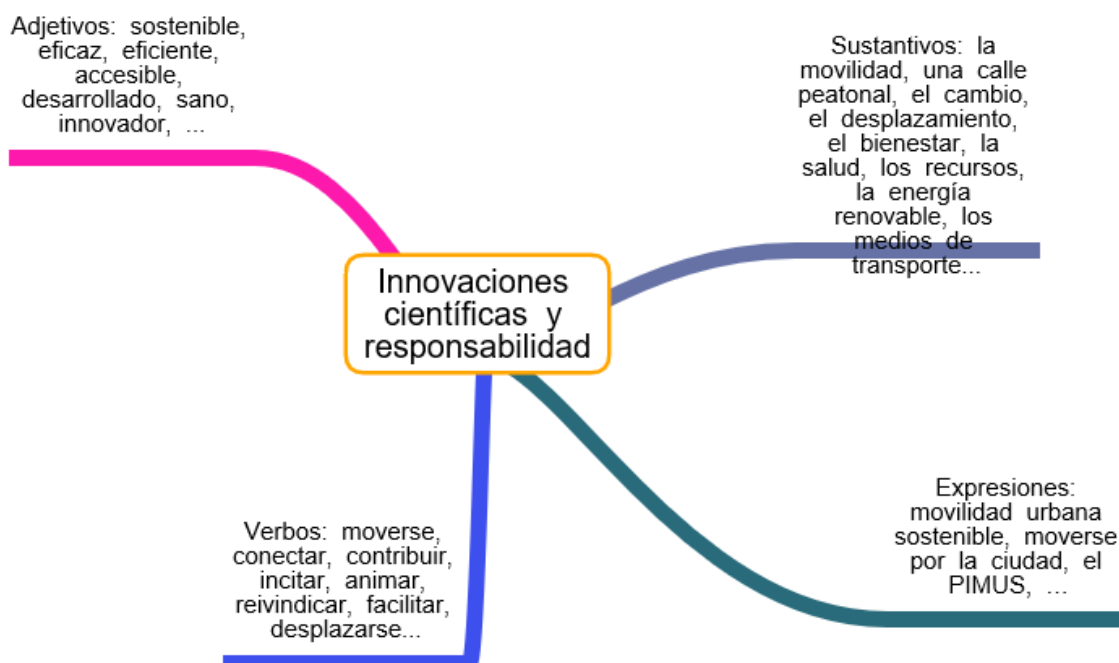 Adjetivos: sostenible,
eficaz, eficiente,
accesible,
desarrollado, sano,
innovador, ...
Sustantivos: la
movilidad, una calle
peatonal, el cambio,
el desplazamiento,
el bienestar, la
salud, los recursos,
la energía
renovable, los
medios de
transporte...
Innovaciones
científicas y
responsabilidad
Verbos: moverse,
conectar, contribuir,
incitar, animar,
reivindicar, facilitar,
desplazarse...
Expresiones:
movilidad urbana
sostenible, moverse
por la ciudad, el
PIMUS, ...